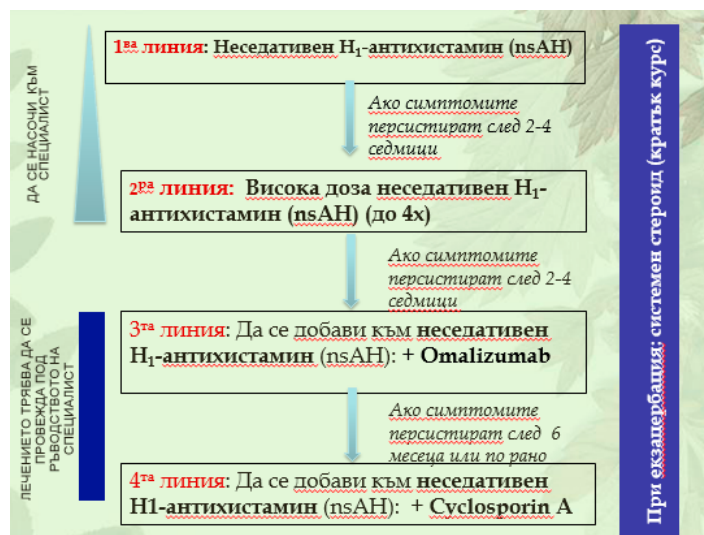 1ва линия: Неседативен H1-антихистамин (nsAH)
Ако симптомите
персистират след 2-4
седмици
2ра линия: Висока доза неседативен H1-
антихистамин (nsAH) (до 4x)
Ако симптомите
персистират след 2-4
седмици
3та линия: Да се добави към неседативен
H1-антихистамин (nsAH): + Omalizumab
Ако симптомите
персистират след 6
месеца или по рано
4та линия: Да се добави към неседативен
H1-антихистамин (nsAH): + Cyclosporin A
ДА СЕ НАСОЧИ КЪМ
СПЕЦИАЛИСТ
ЛЕЧЕНИЕТО ТРЯБВА ДА СЕ
ПРОВЕЖДА ПОД
РЪВОДСТВОТО НА
СПЕЦИАЛИСТ
При екзацербация; системен стероид (кратък курс)